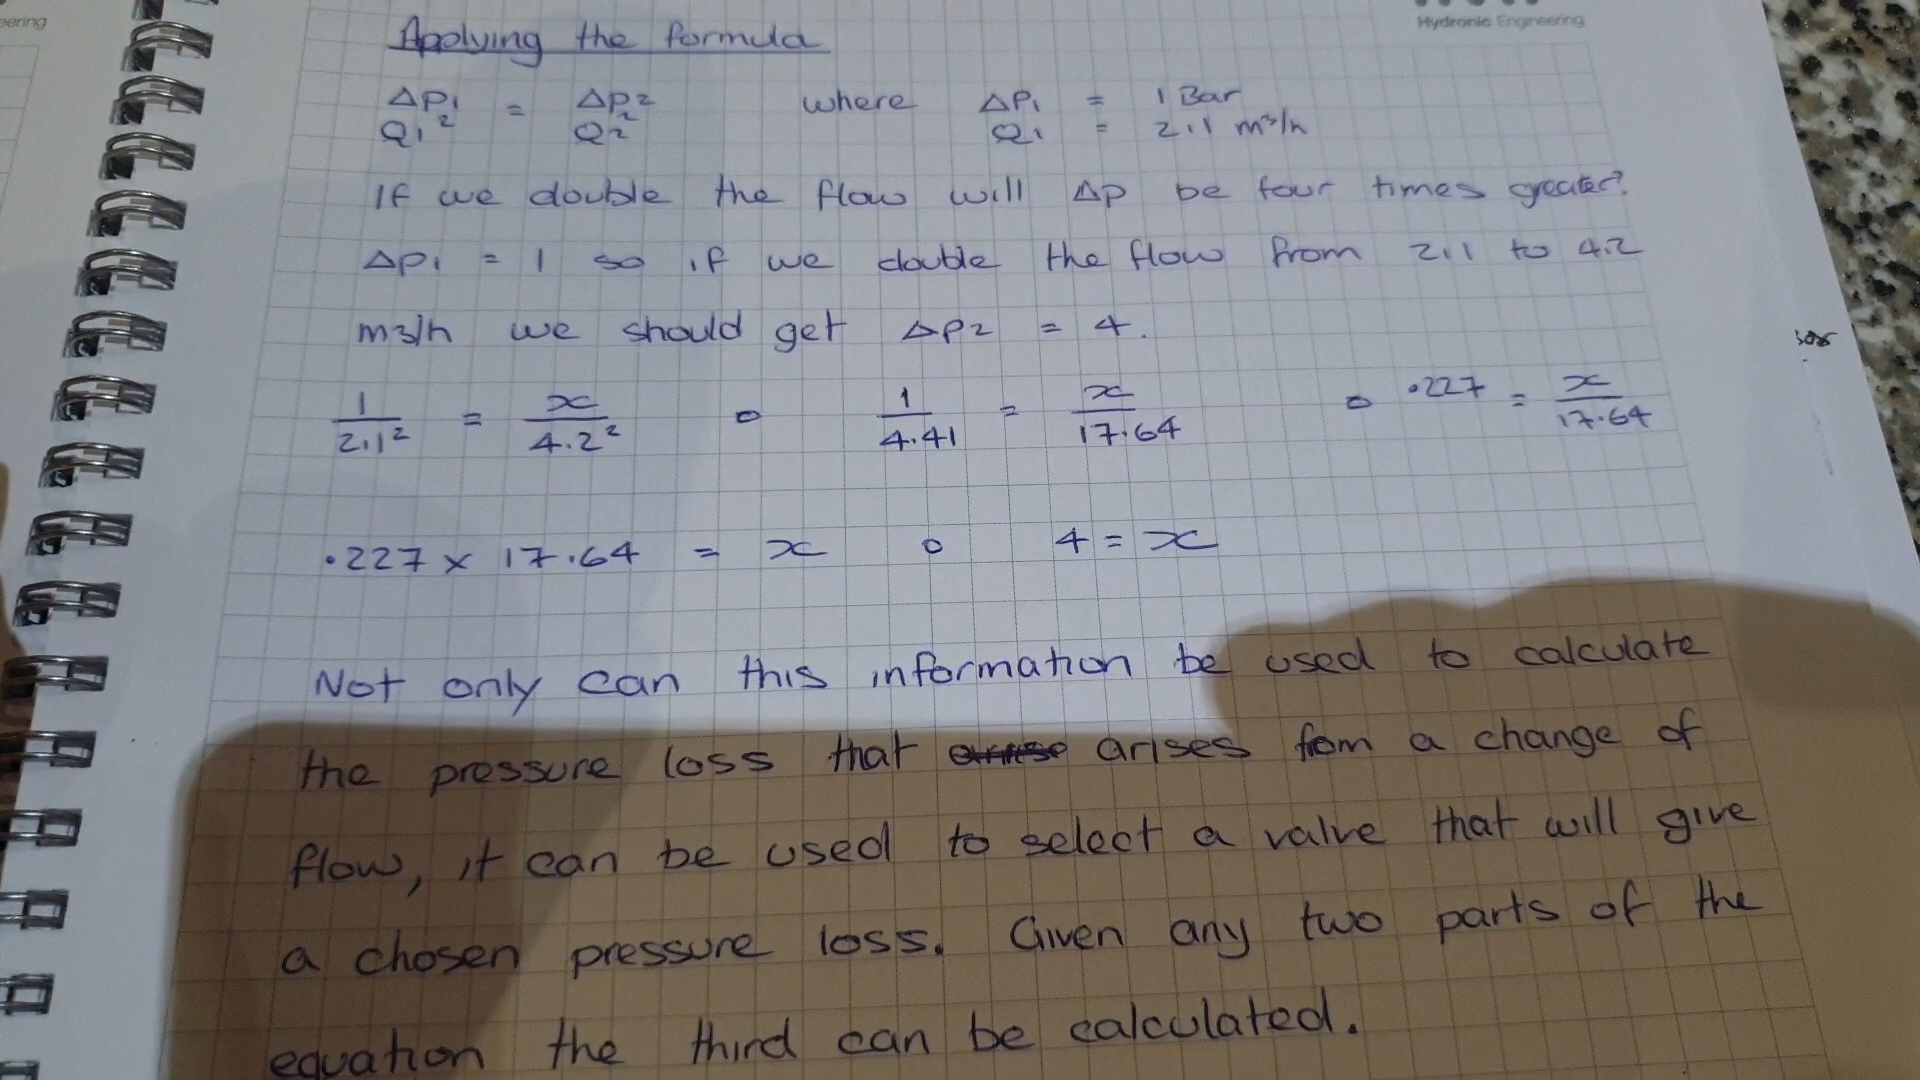 eering
Hydronic Engineering
Applying the formula
ΔP1 / Q1² = ΔP2 / Q2² where ΔP1 = 1 Bar
Q1 = 2.1 m³/h
If we double the flow will ΔP be four times greater?
ΔP1 = 1 so if we double the flow from 2.1 to 4.2
m3/h we should get ΔP2 = 4.
1 / 2.1² = x / 4.2² o 1 / 4.41 = x / 17.64 o .227 = x / 17.64
.227 x 17.64 = x o 4 = x
Not only can this information be used to calculate
the pressure loss that arises from a change of
flow, it can be used to select a valve that will give
a chosen pressure loss. Given any two parts of the
equation the third can be calculated.